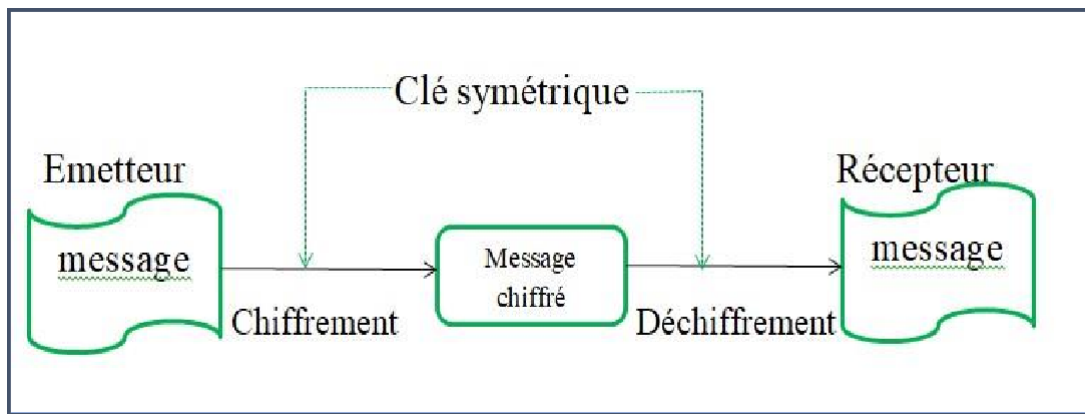 Clé symétrique
Emetteur
Récepteur
message
Message
chiffré
message
Chiffrement
Déchiffrement